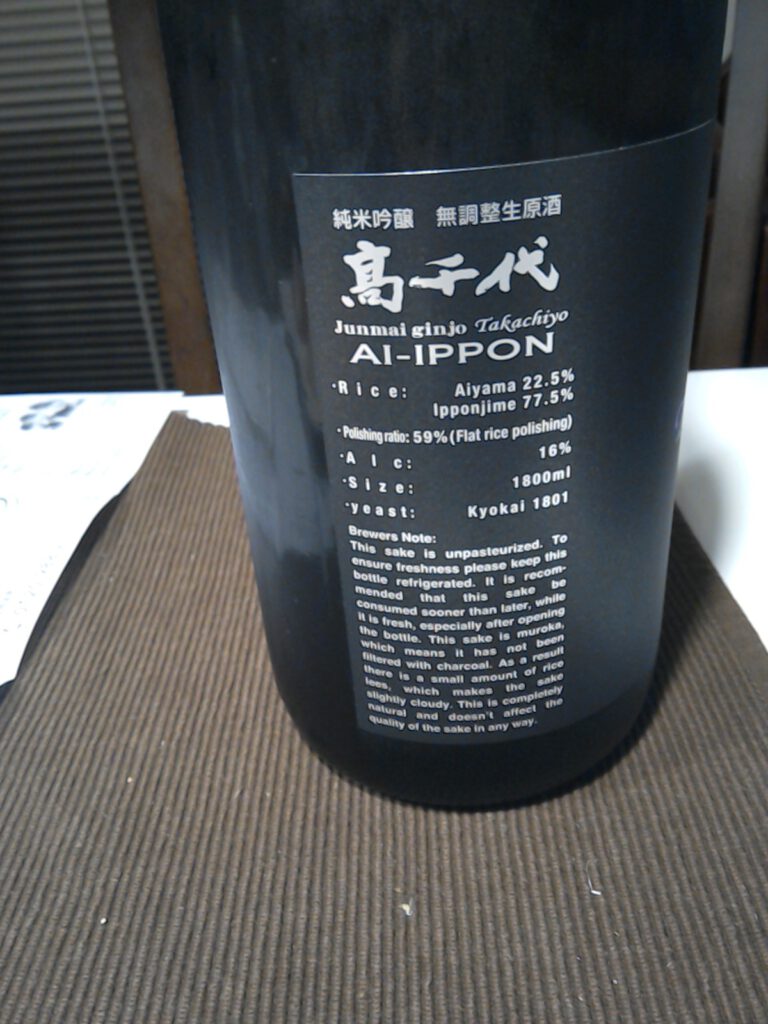 純米吟醸 無調整生原酒
髙千代
Junmai ginjo Takachiyo
AI-IPPON
・Rice: Aiyama 22.5%
Ipponjime 77.5%
・Polishing ratio: 59%(Flat rice polishing)
・Alc: 16%
・Size: 1800ml
・yeast: Kyokai 1801
Brewers Note:
This sake is unpasteurized. To
ensure freshness please keep this
bottle refrigerated. It is recom-
mended that this sake be
consumed sooner than later, while
it is fresh, especially after opening
the bottle. This sake is muroka,
which means it has not been
filtered with charcoal. As a result
there is a small amount of rice
lees, which makes the sake
slightly cloudy. This is completely
natural and doesn't affect the
quality of the sake in any way.